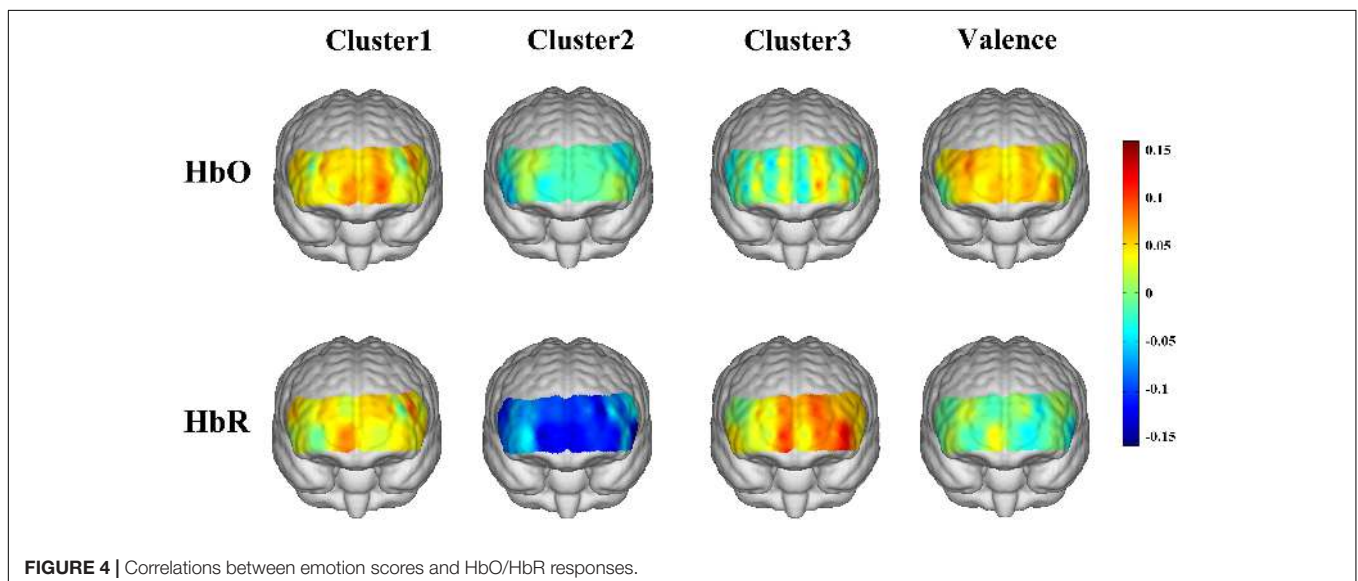 Cluster1 Cluster2 Cluster3 Valence
HbO
0.15
0.1
0.05
0
-0.05
-0.1
-0.15
HbR
FIGURE 4 | Correlations between emotion scores and HbO/HbR responses.